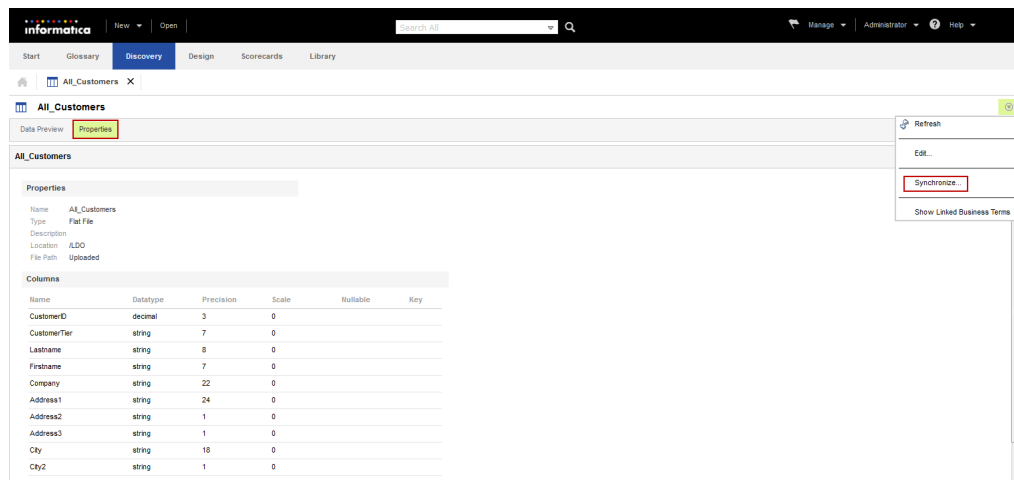 informatica New Open Search All Manage Administrator ? Help
Start Glossary Discovery Design Scorecards Library
All_Customers X
All_Customers
Data Preview Properties
Refresh
Edit...
Synchronize...
Show Linked Business Terms
All_Customers
Properties
Name All_Customers
Type Flat File
Description
Location /LDO
File Path Uploaded
Columns
Name Datatype Precision Scale Nullable Key
CustomerID decimal 3 0
CustomerTier string 7 0
Lastname string 8 0
Firstname string 7 0
Company string 22 0
Address1 string 24 0
Address2 string 1 0
Address3 string 1 0
City string 18 0
City2 string 1 0